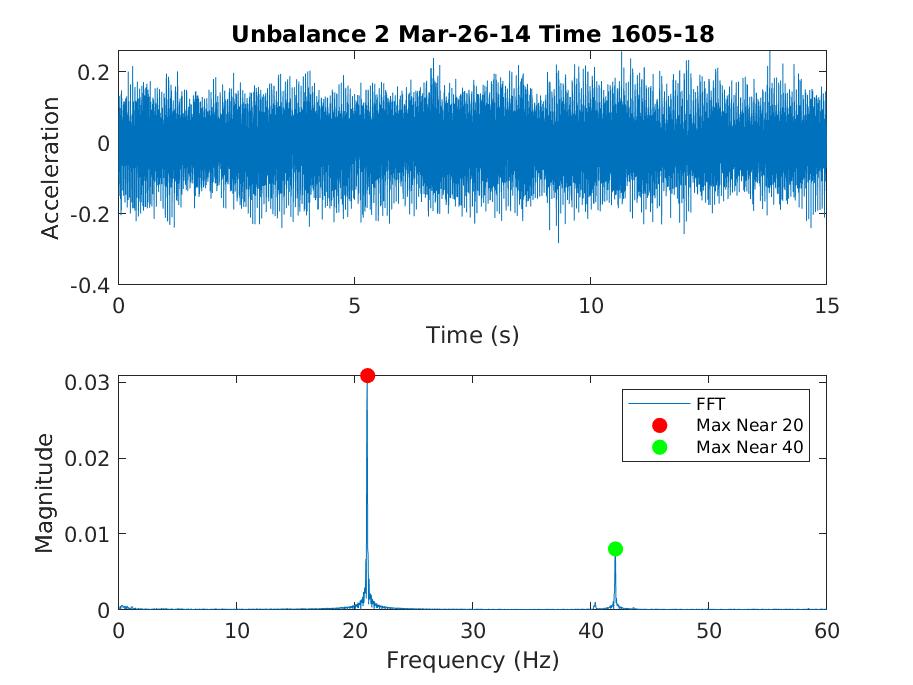 Unbalance 2 Mar-26-14 Time 1605-18
0.2
0
-0.2
-0.4
Acceleration
0 5 10 15
Time (s)
0.03
0.02
0.01
0
Magnitude
FFT
Max Near 20
Max Near 40
0 10 20 30 40 50 60
Frequency (Hz)